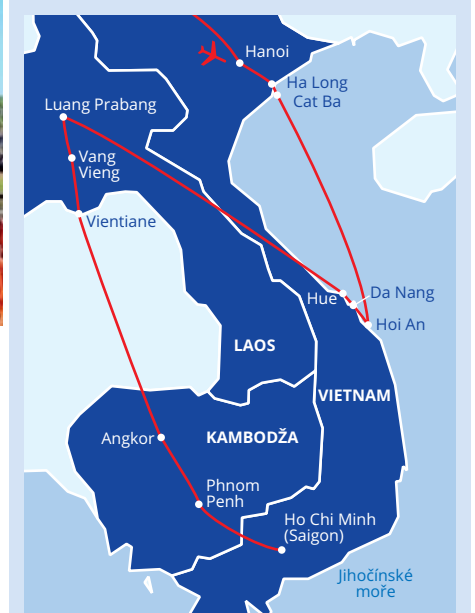 Hanoi
Ha Long
Cat Ba
Luang Prabang
Vang
Vieng
Vientiane
Hue
Da Nang
Hoi An
LAOS
VIETNAM
Angkor
KAMBODŽA
Phnom
Penh
Ho Chi Minh
(Saigon)
Jihočínské
moře